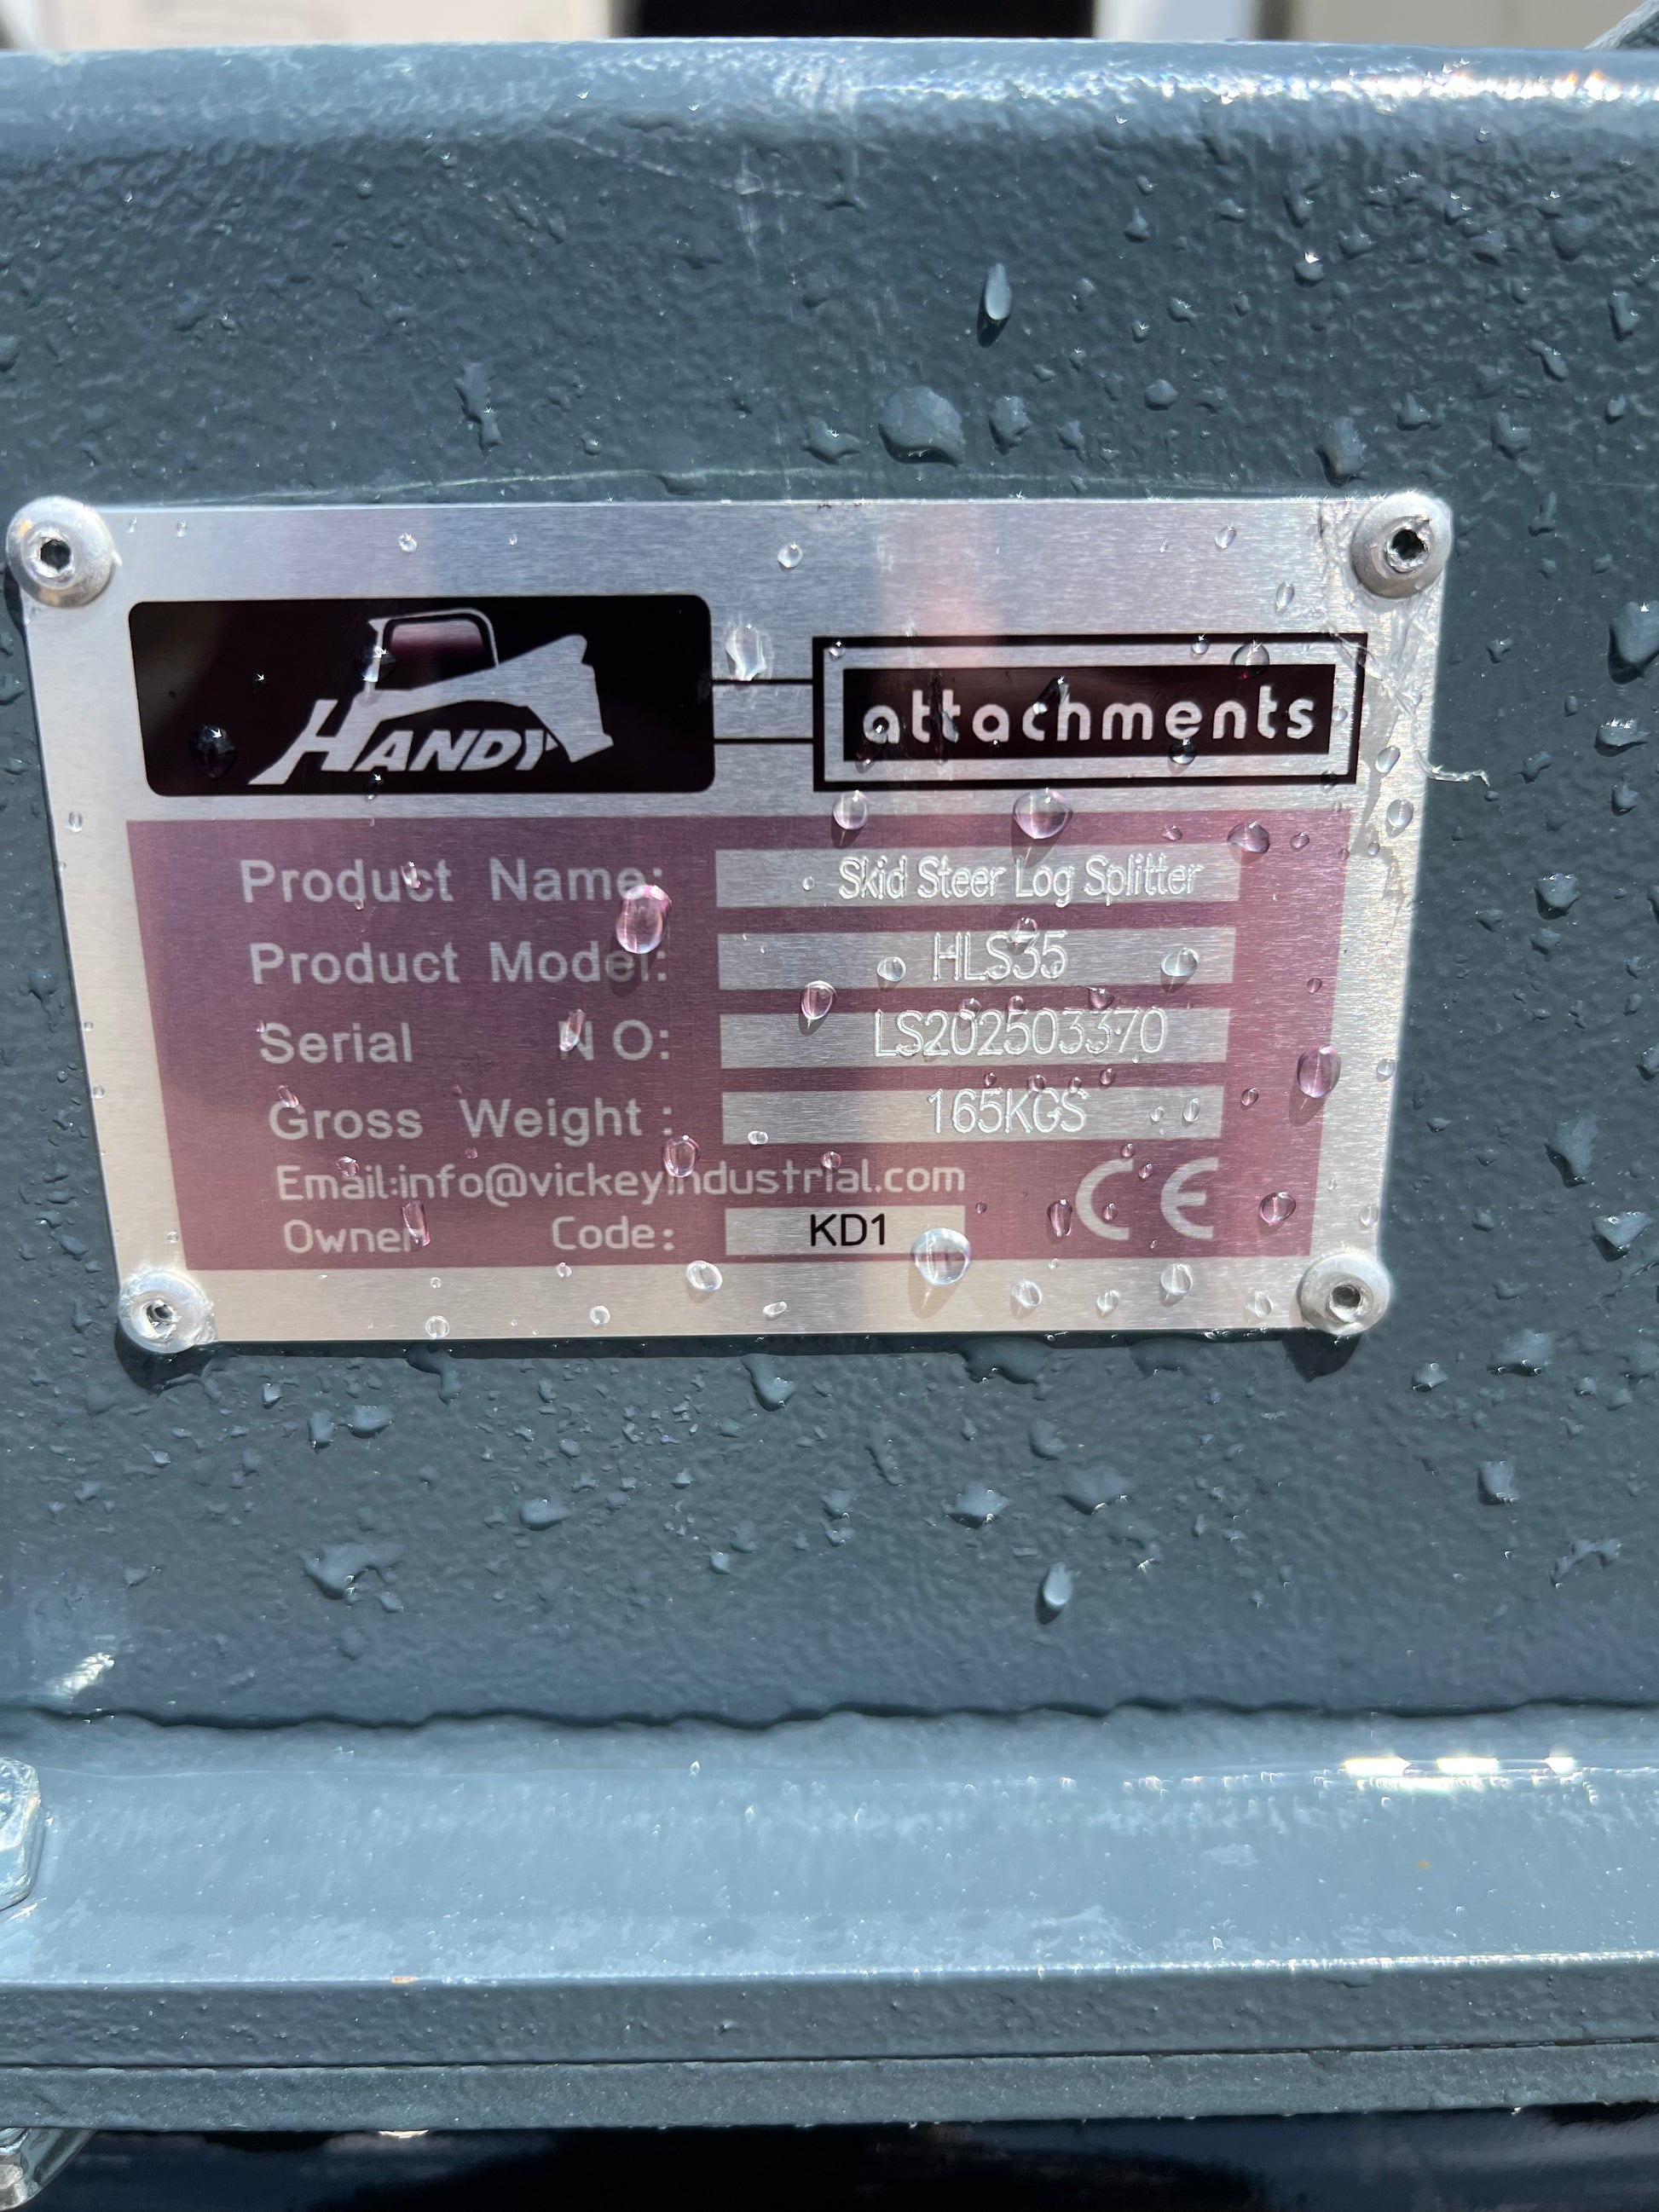 HANDY
attachments
Product Name: Skid Steer Log Splitter
Product Model: HLS35
Serial NO: LS202503370
Gross Weight: 165KGS
Email:info@vickeyindustrial.com
Owner Code: KD1
CE